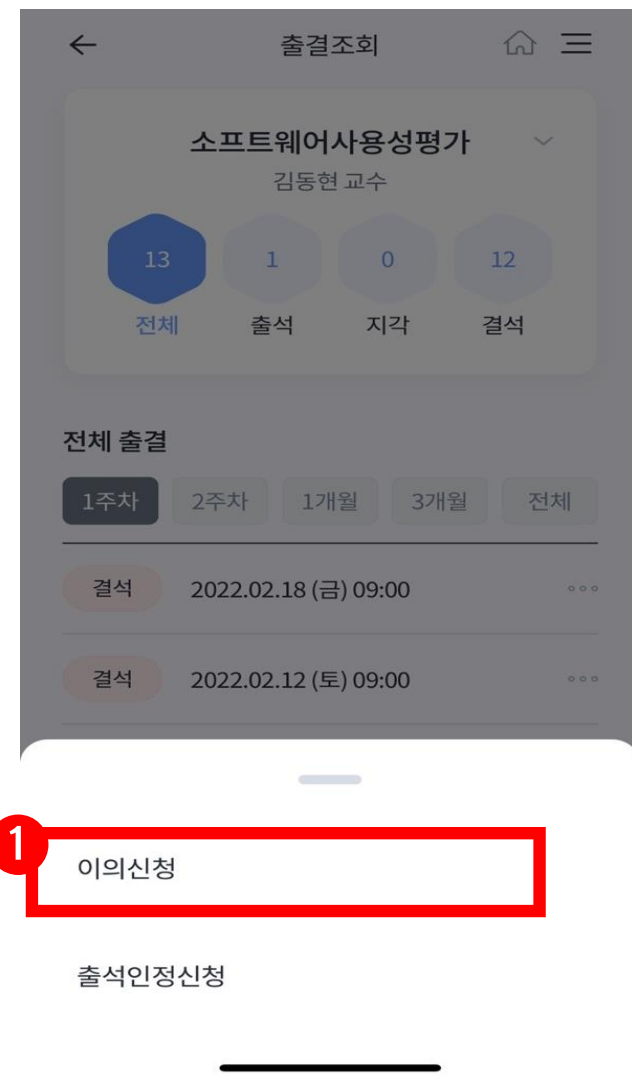 출결조회
소프트웨어사용성평가
김동현 교수
13 1 0 12
전체 출석 지각 결석
전체 출결
1주차 2주차 1개월 3개월 전체
결석 2022.02.18 (금) 09:00
결석 2022.02.12 (토) 09:00
1
이의신청
출석인정신청